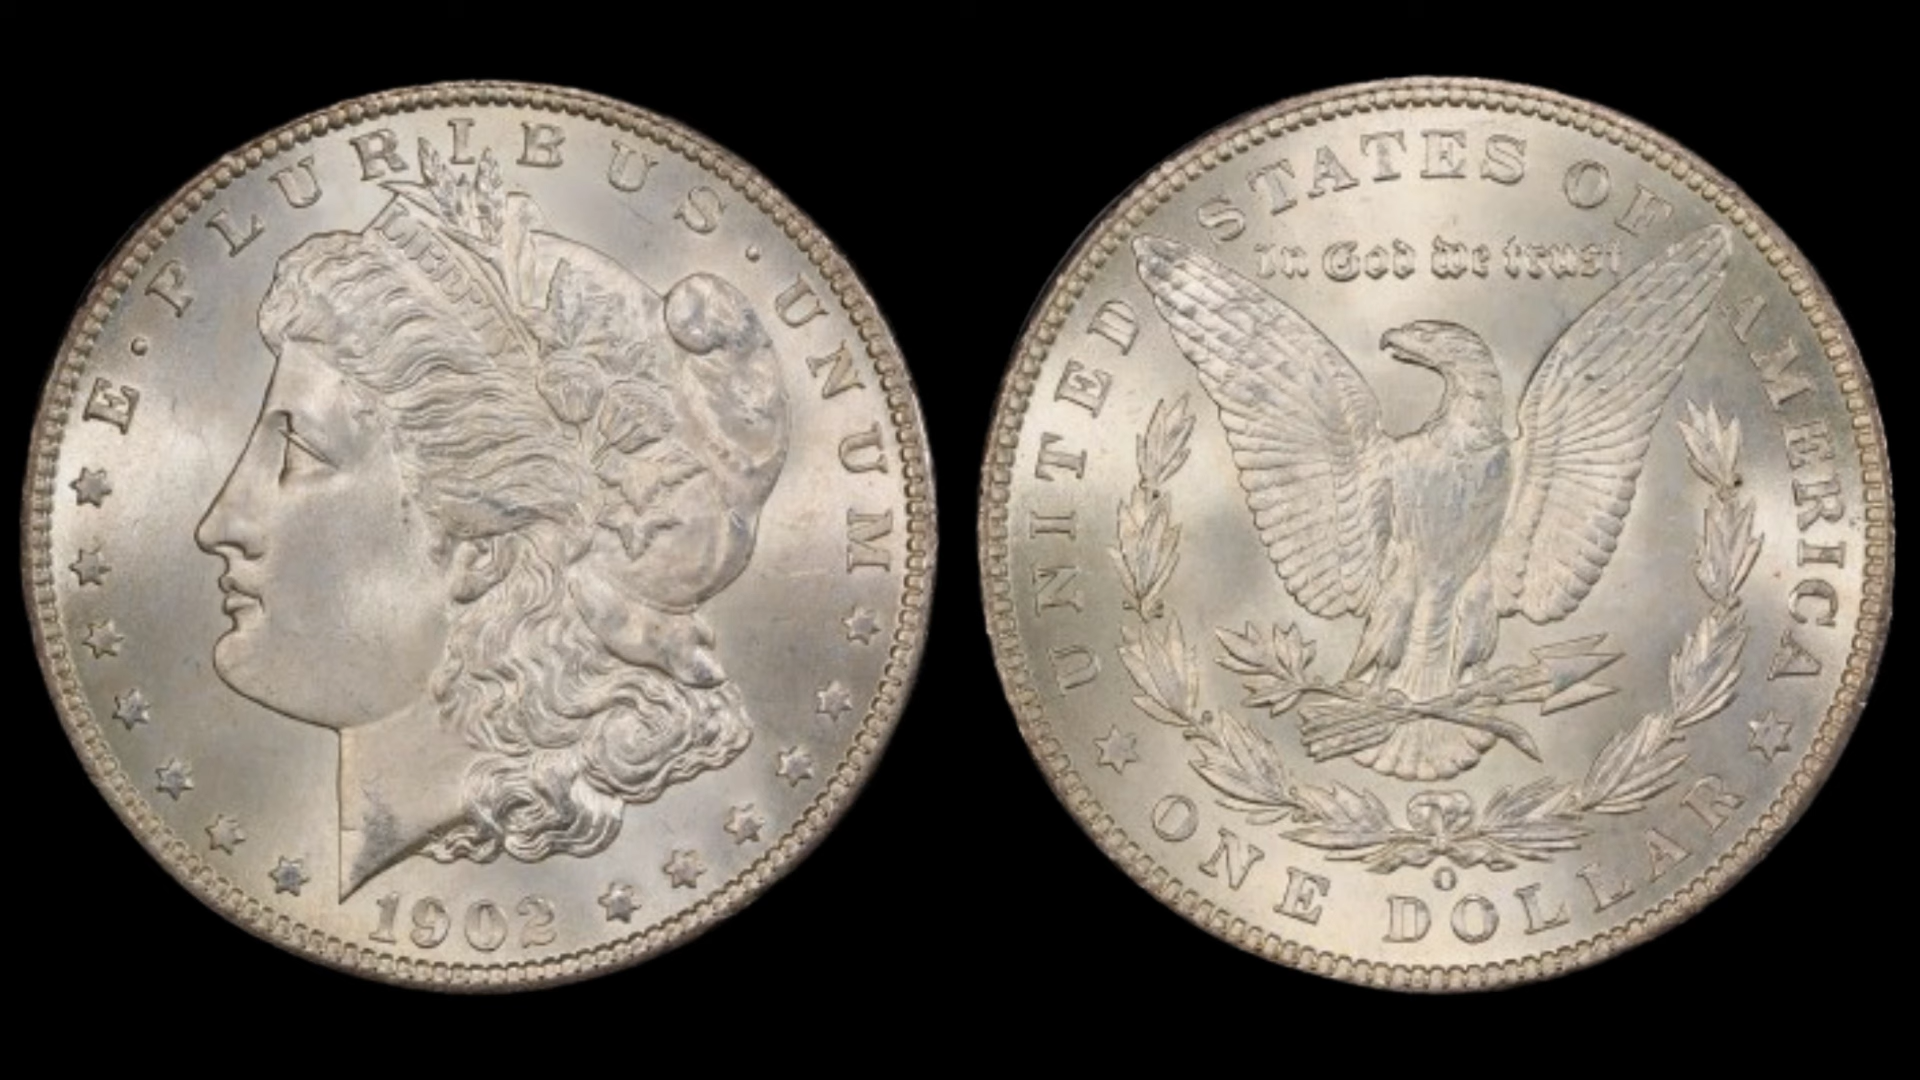 E · PLURIBUS · UNUM
LIBERTY
1902
UNITED STATES OF AMERICA
In God we trust
O
ONE DOLLAR